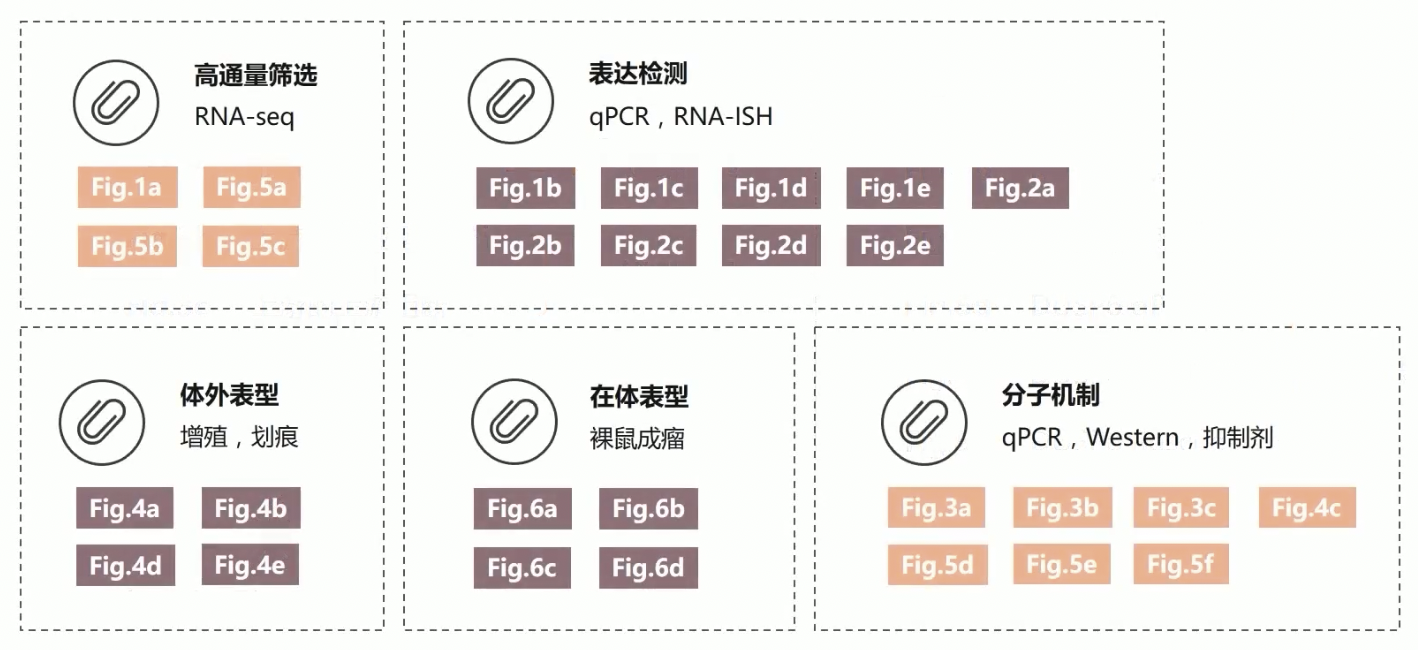 高通量筛选
RNA-seq
Fig.1a Fig.5a
Fig.5b Fig.5c
表达检测
qPCR，RNA-ISH
Fig.1b Fig.1c Fig.1d Fig.1e Fig.2a
Fig.2b Fig.2c Fig.2d Fig.2e
体外表型
增殖，划痕
Fig.4a Fig.4b
Fig.4d Fig.4e
在体表型
裸鼠成瘤
Fig.6a Fig.6b
Fig.6c Fig.6d
分子机制
qPCR，Western，抑制剂
Fig.3a Fig.3b Fig.3c Fig.4c
Fig.5d Fig.5e Fig.5f